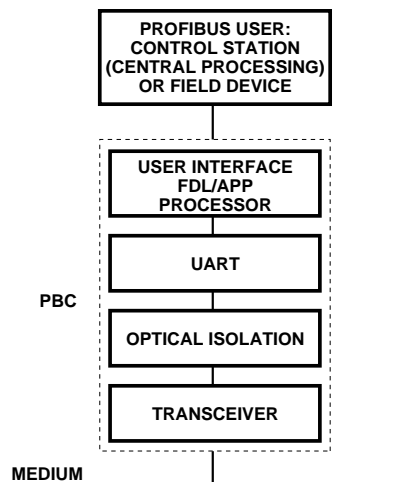 PROFIBUS USER:
CONTROL STATION
(CENTRAL PROCESSING)
OR FIELD DEVICE
USER INTERFACE
FDL/APP
PROCESSOR
UART
PBC
OPTICAL ISOLATION
TRANSCEIVER
MEDIUM